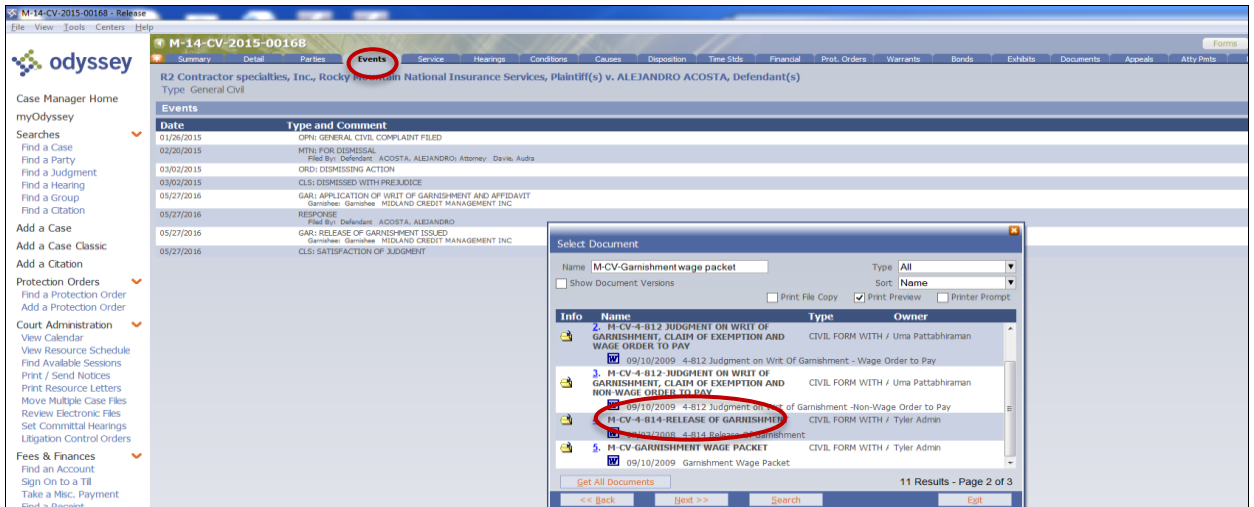 M-14-CV-2015-00168 - Release
File View Tools Centers Help
odyssey
Case Manager Home
myOdyssey
Searches
Find a Case
Find a Party
Find a Judgment
Find a Hearing
Find a Group
Find a Citation
Add a Case
Add a Case Classic
Add a Citation
Protection Orders
Find a Protection Order
Add a Protection Order
Court Administration
View Calendar
View Resource Schedule
Find Available Sessions
Print / Send Notices
Print Resource Letters
Move Multiple Case Files
Review Electronic Files
Set Committal Hearings
Litigation Control Orders
Fees & Finances
Find an Account
Sign On to a Till
Take a Misc. Payment
Find a Receipt
M-14-CV-2015-00168
Forms
Summary Detail Parties Events Service Hearings Conditions Causes Disposition Time Stds Financial Prot. Orders Warrants Bonds Exhibits Documents Appeals Atty Pmts
R2 Contractor specialties, Inc., Rocky Mountain National Insurance Services, Plaintiff(s) v. ALEJANDRO ACOSTA, Defendant(s)
Type General Civil
Events
Date Type and Comment
01/26/2015 OPN: GENERAL CIVIL COMPLAINT FILED
02/20/2015 MTN: FOR DISMISSAL
Filed By: Defendant ACOSTA, ALEJANDRO; Attorney Davie, Audra
03/02/2015 ORD: DISMISSING ACTION
03/02/2015 CLS: DISMISSED WITH PREJUDICE
05/27/2016 GAR: APPLICATION OF WRIT OF GARNISHMENT AND AFFIDAVIT
Garnishee: Garnishee MIDLAND CREDIT MANAGEMENT INC
05/27/2016 RESPONSE
Filed By: Defendant ACOSTA, ALEJANDRO
05/27/2016 GAR: RELEASE OF GARNISHMENT ISSUED
Garnishee: Garnishee MIDLAND CREDIT MANAGEMENT INC
05/27/2016 CLS: SATISFACTION OF JUDGMENT
Select Document
Name M-CV-Garnishment wage packet Type All
Show Document Versions Sort Name
Print File Copy Print Preview Printer Prompt
Info Name Type Owner
2. M-CV-4-812 JUDGMENT ON WRIT OF
GARNISHMENT, CLAIM OF EXEMPTION AND CIVIL FORM WITH / Uma Pattabhiraman
WAGE ORDER TO PAY
09/10/2009 4-812 Judgment on Writ Of Garnishment - Wage Order to Pay
3. M-CV-4-812-JUDGMENT ON WRIT OF
GARNISHMENT, CLAIM OF EXEMPTION AND CIVIL FORM WITH / Uma Pattabhiraman
NON-WAGE ORDER TO PAY
09/10/2009 4-812 Judgment on Writ of Garnishment -Non-Wage Order to Pay
M-CV-4-814-RELEASE OF GARNISHMENT CIVIL FORM WITH / Tyler Admin
4-814 Release Of Garnishment
5. M-CV-GARNISHMENT WAGE PACKET CIVIL FORM WITH / Tyler Admin
09/10/2009 Garnishment Wage Packet
Get All Documents 11 Results - Page 2 of 3
<< Back Next >> Search Exit